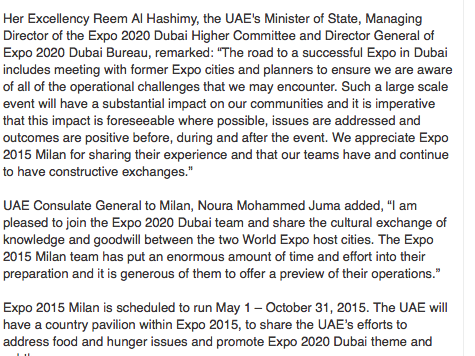 Her Excellency Reem Al Hashimy, the UAE's Minister of State, Managing
Director of the Expo 2020 Dubai Higher Committee and Director General of
Expo 2020 Dubai Bureau, remarked: “The road to a successful Expo in Dubai
includes meeting with former Expo cities and planners to ensure we are aware
of all of the operational challenges that we may encounter. Such a large scale
event will have a substantial impact on our communities and it is imperative
that this impact is foreseeable where possible, issues are addressed and
outcomes are positive before, during and after the event. We appreciate Expo
2015 Milan for sharing their experience and that our teams have and continue
to have constructive exchanges.”
UAE Consulate General to Milan, Noura Mohammed Juma added, “I am
pleased to join the Expo 2020 Dubai team and share the cultural exchange of
knowledge and goodwill between the two World Expo host cities. The Expo
2015 Milan team has put an enormous amount of time and effort into their
preparation and it is generous of them to offer a preview of their operations.”
Expo 2015 Milan is scheduled to run May 1 – October 31, 2015. The UAE will
have a country pavilion within Expo 2015, to share the UAE's efforts to
address food and hunger issues and promote Expo 2020 Dubai theme and